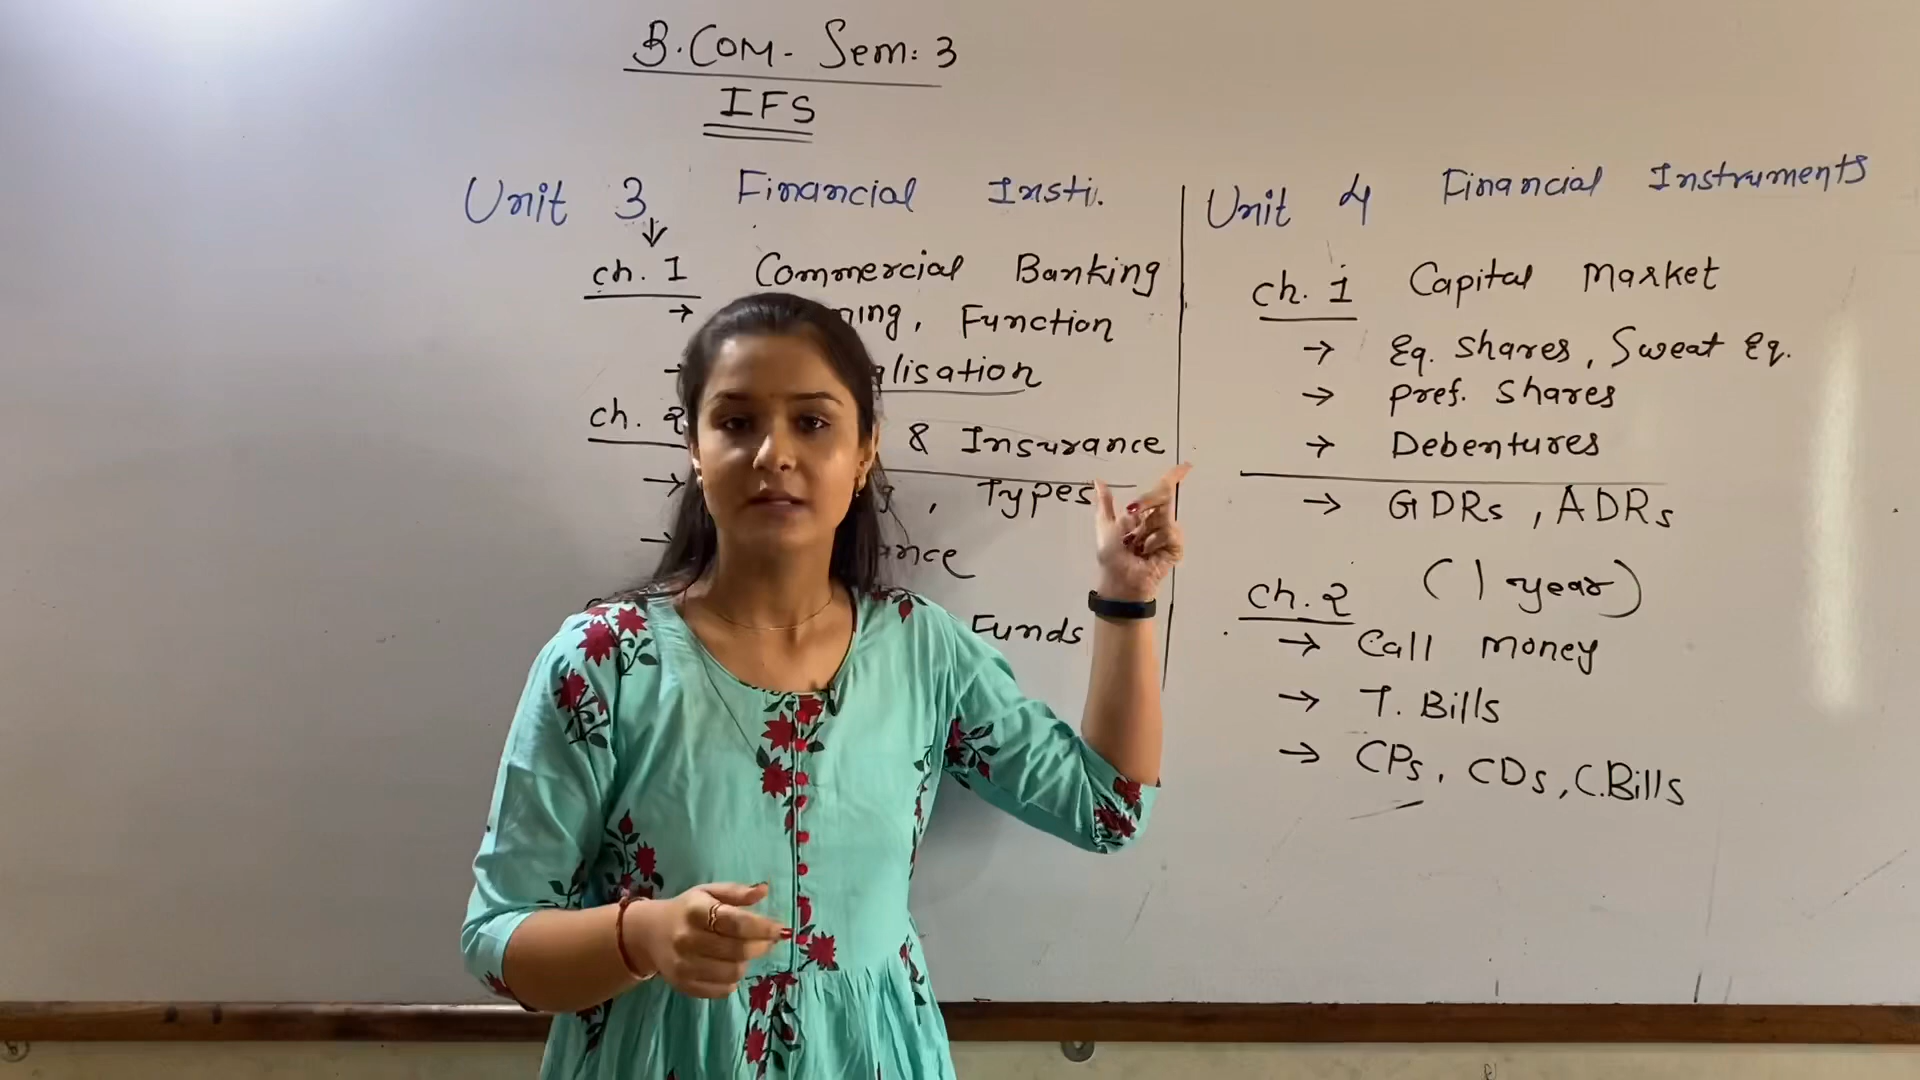 B.COM- Sem: 3
IFS
Unit 3 Financial Insti.
ch. 1 Commercial Banking
→ Function
→
ch. 2 & Insurance
→ , Types
→
Funds
Unit 4 Financial Instruments
ch. 1 Capital Market
→ Eq. Shares, Sweat Eq.
→ Pref. Shares
→ Debentures
→ GDRs, ADRs
ch. 2 (1 year)
→ Call Money
→ T. Bills
→ CPs, CDs, C.Bills